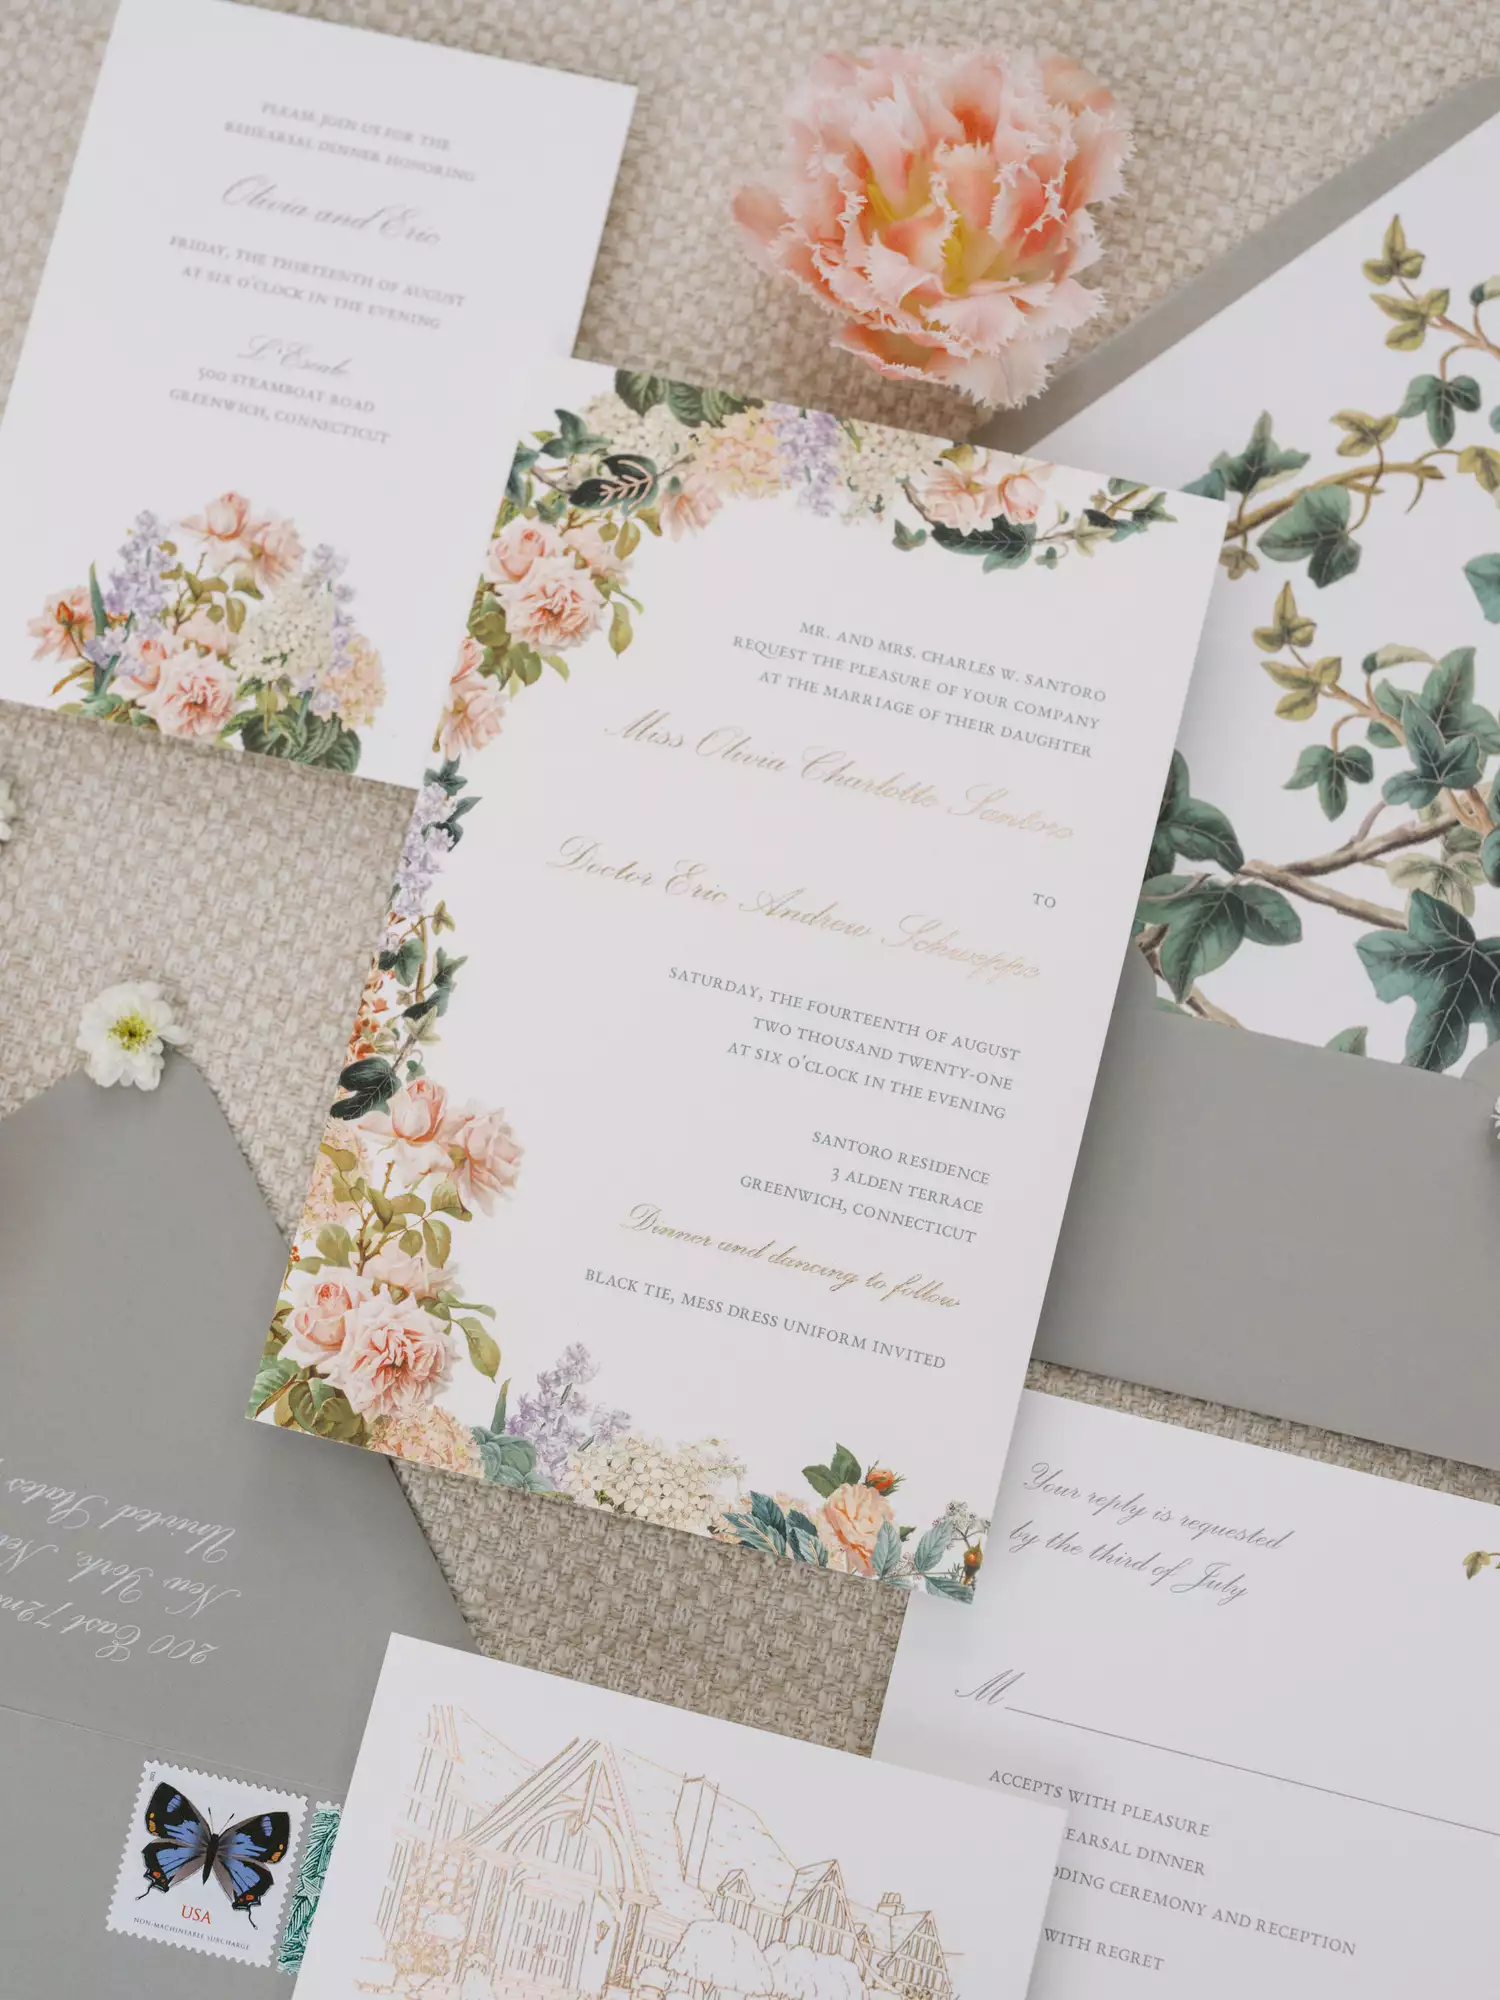 PLEASE JOIN US FOR THE
REHEARSAL DINNER HONORING
Olivia and Eric
FRIDAY, THE THIRTEENTH OF AUGUST
AT SIX O'CLOCK IN THE EVENING
L'Escale
500 STEAMBOAT ROAD
GREENWICH, CONNECTICUT
MR. AND MRS. CHARLES W. SANTORO
REQUEST THE PLEASURE OF YOUR COMPANY
AT THE MARRIAGE OF THEIR DAUGHTER
Miss Olivia Charlotte Santoro
TO
Doctor Eric Andrew Schweppe
SATURDAY, THE FOURTEENTH OF AUGUST
TWO THOUSAND TWENTY-ONE
AT SIX O'CLOCK IN THE EVENING
SANTORO RESIDENCE
3 ALDEN TERRACE
GREENWICH, CONNECTICUT
Dinner and dancing to follow
BLACK TIE, MESS DRESS UNIFORM INVITED
Your reply is requested
by the third of July
M
ACCEPTS WITH PLEASURE
EARSAL DINNER
DDING CEREMONY AND RECEPTION
WITH REGRET
200 East 72n
New York, Ne
United States
USA
NON-MACHINEABLE SURCHARGE